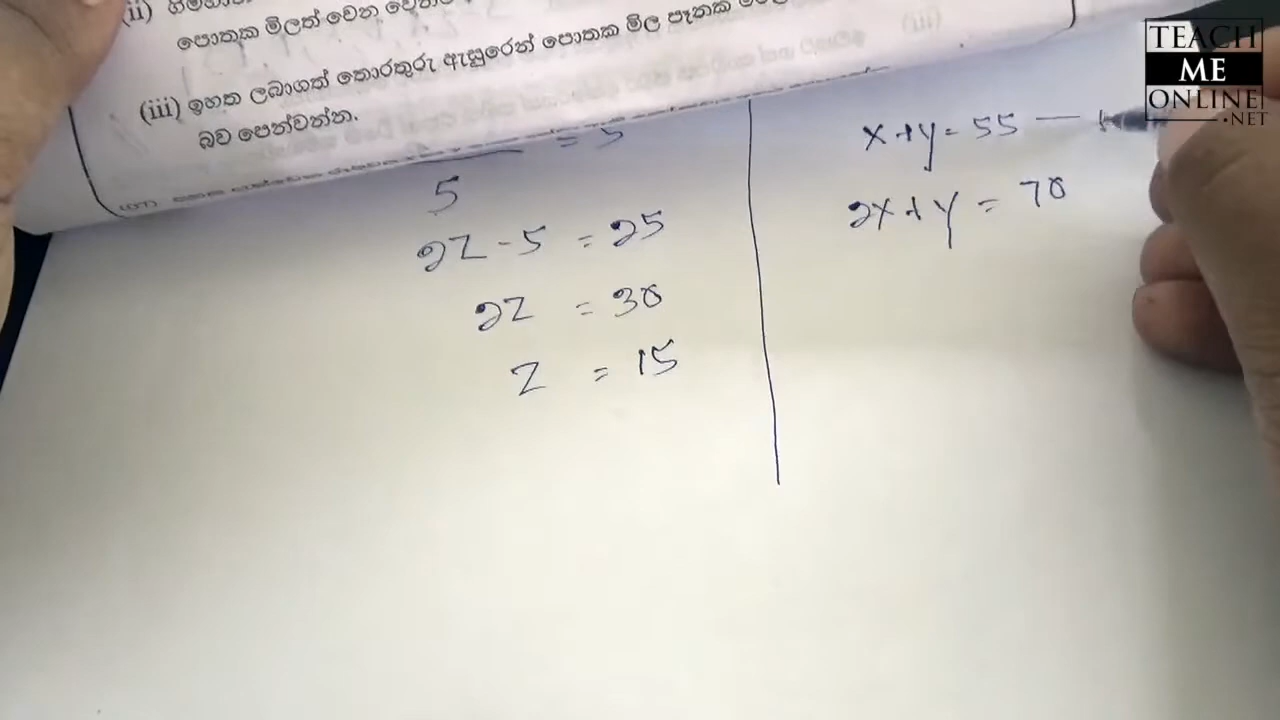 (ii)
පොතක මිලත් වෙන
(iii) ඉහත ලබාගත් තොරතුරු ඇසුරෙන් පොතක මිල පෑනක
බව පෙන්වන්න.
= 5
5
2Z - 5 = 25
2Z = 30
Z = 15
x + y = 55 —
2x + y = 70
TEACH
ME
ONLINE
.NET